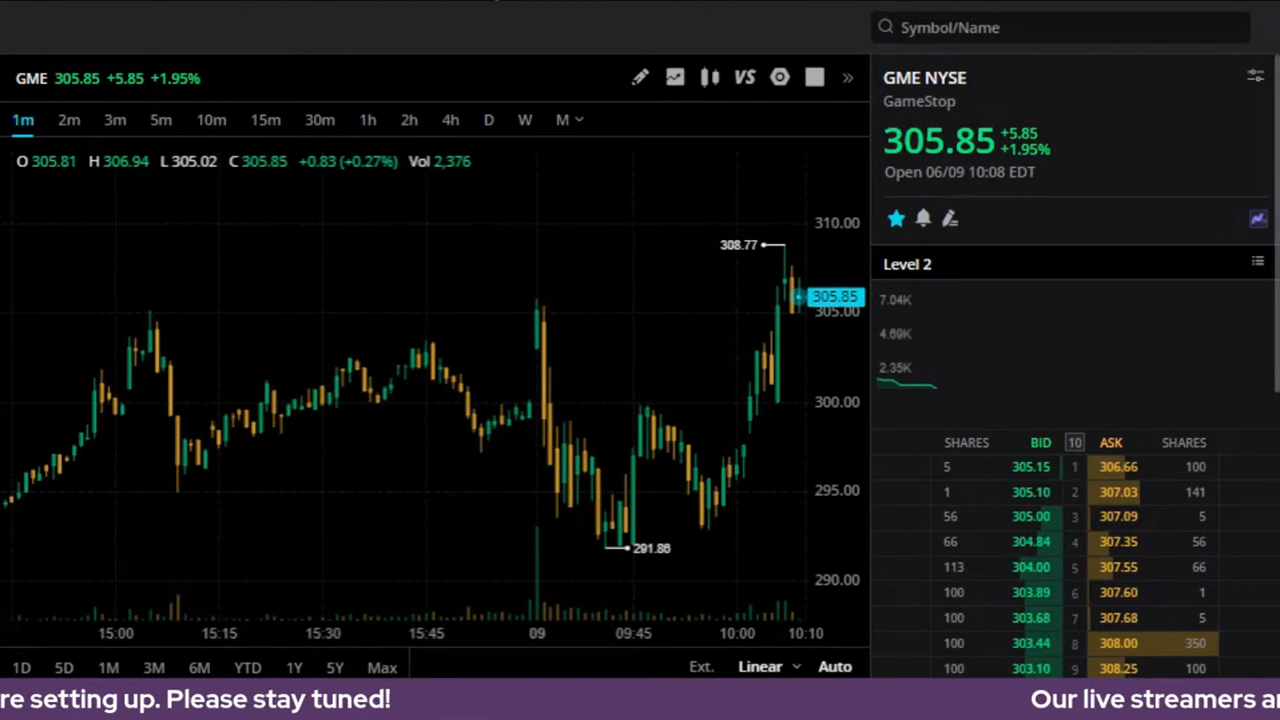 Symbol/Name
GME 305.85 +5.85 +1.95%
VS
1m 2m 3m 5m 10m 15m 30m 1h 2h 4h D W M
O 305.81 H 306.94 L 305.02 C 305.85 +0.83 (+0.27%) Vol 2,376
310.00
308.77
305.85
305.00
300.00
295.00
291.86
290.00
15:00 15:15 15:30 15:45 09 09:45 10:00 10:10
1D 5D 1M 3M 6M YTD 1Y 5Y Max Ext. Linear Auto
GME NYSE
GameStop
305.85 +5.85
+1.95%
Open 06/09 10:08 EDT
Level 2
7.04K
4.69K
2.35K
SHARES BID 10 ASK SHARES
5 305.15 1 306.66 100
1 305.10 2 307.03 141
56 305.00 3 307.09 5
66 304.84 4 307.35 56
113 304.00 5 307.55 66
100 303.89 6 307.60 1
100 303.68 7 307.68 5
100 303.44 8 308.00 350
100 303.10 9 308.25 100
re setting up. Please stay tuned! Our live streamers a